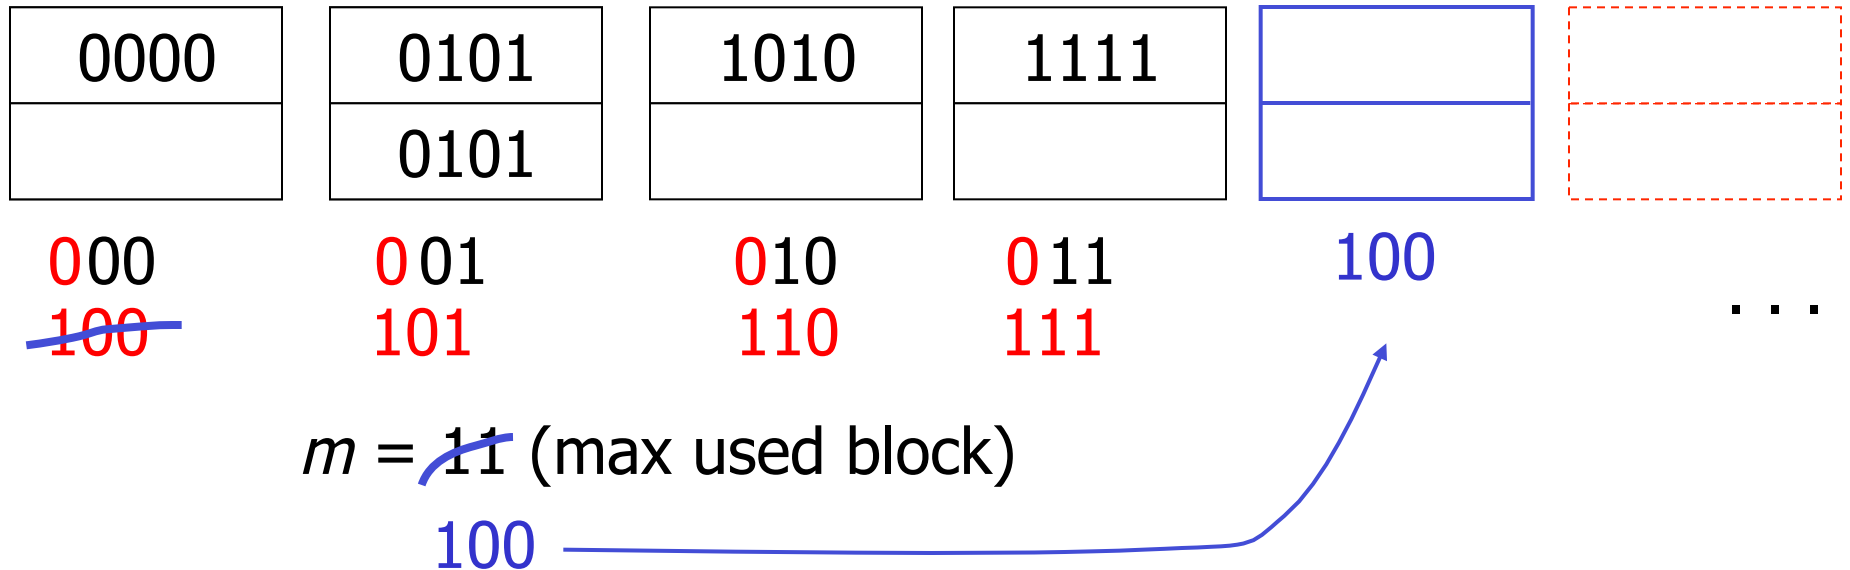 0000 0101 1010 1111
0101
000 001 010 011 100
100 101 110 111 ...
m = 11 (max used block)
100